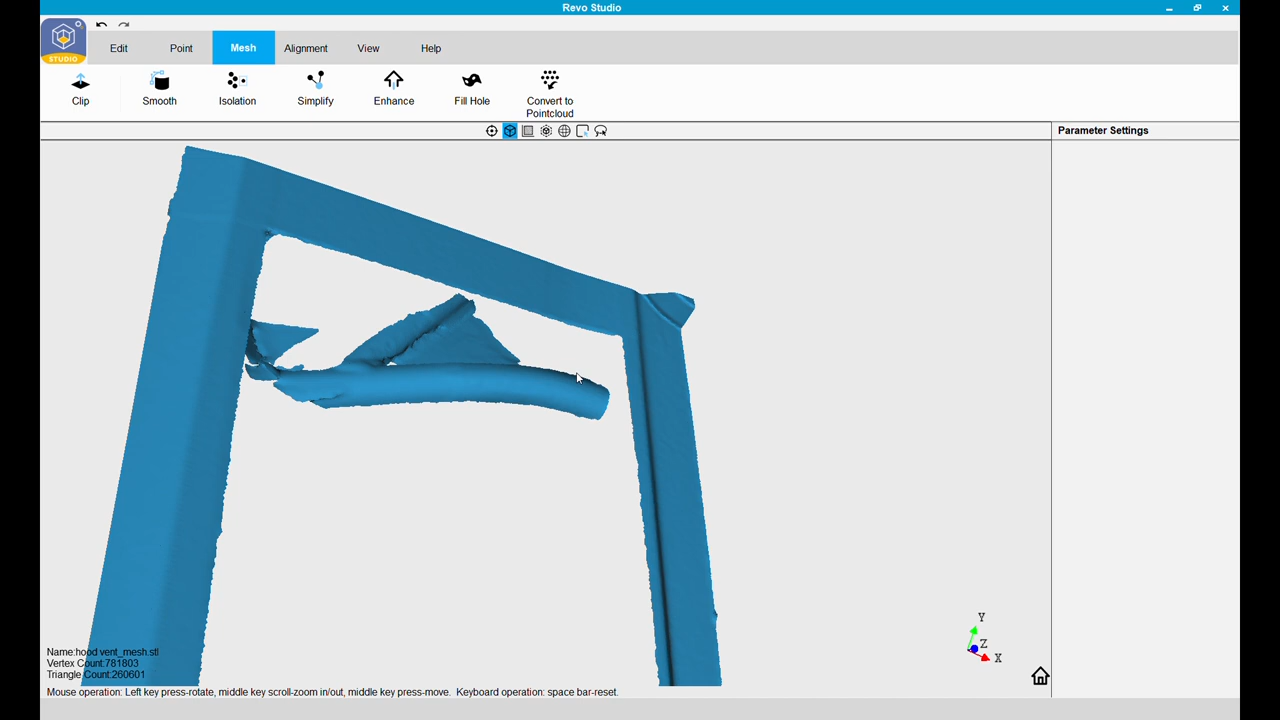 Revo Studio
STUDIO
Edit Point Mesh Alignment View Help
Clip Smooth Isolation Simplify Enhance Fill Hole Convert to
Pointcloud
Parameter Settings
Y
Z
X
Name:hood vent_mesh.stl
Vertex Count:781803
Triangle Count:260601
Mouse operation: Left key press-rotate, middle key scroll-zoom in/out, middle key press-move. Keyboard operation: space bar-reset.